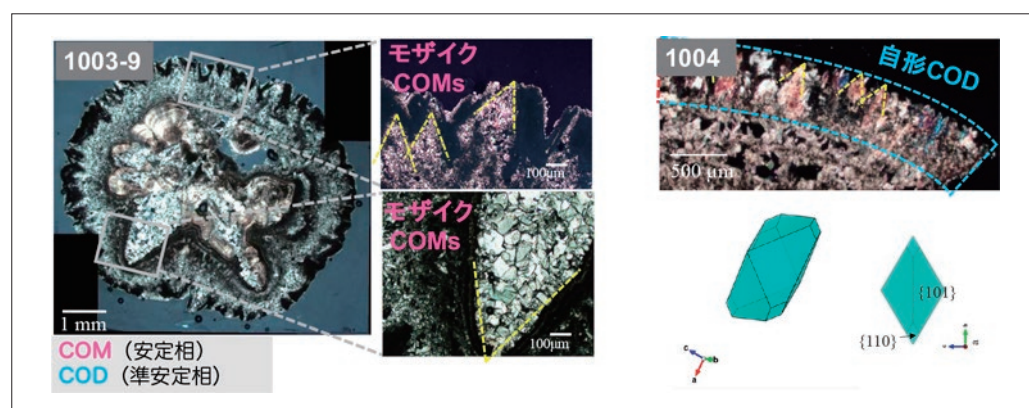 1003-9
1 mm
COM (安定相)
COD (準安定相)
モザイク
COMs
100μm
モザイク
COMs
100μm
1004
自形COD
500 μm
c
b
a
{101}
{110}